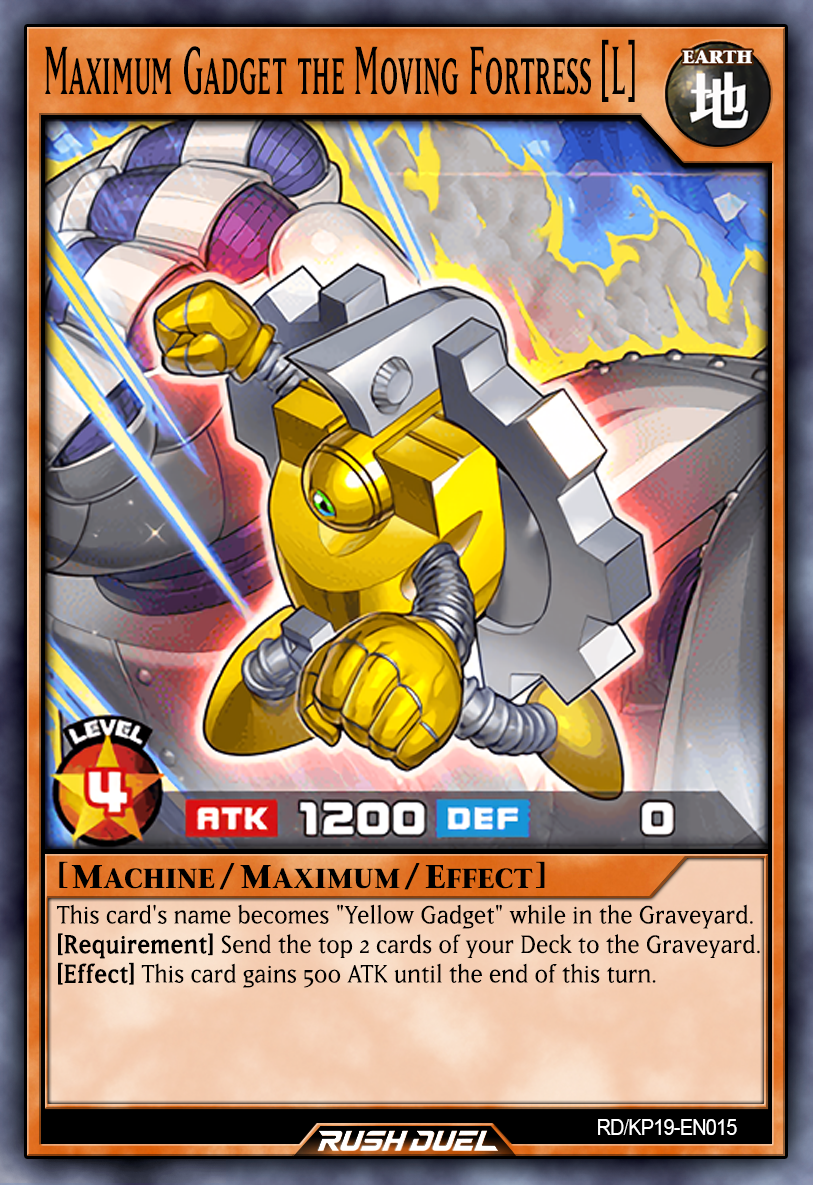 Maximum Gadget the Moving Fortress [L]
EARTH
地
LEVEL
4
ATK 1200 DEF 0
[Machine/Maximum/Effect]
This card's name becomes "Yellow Gadget" while in the Graveyard.
[Requirement] Send the top 2 cards of your Deck to the Graveyard.
[Effect] This card gains 500 ATK until the end of this turn.
RD/KP19-EN015
RUSH DUEL